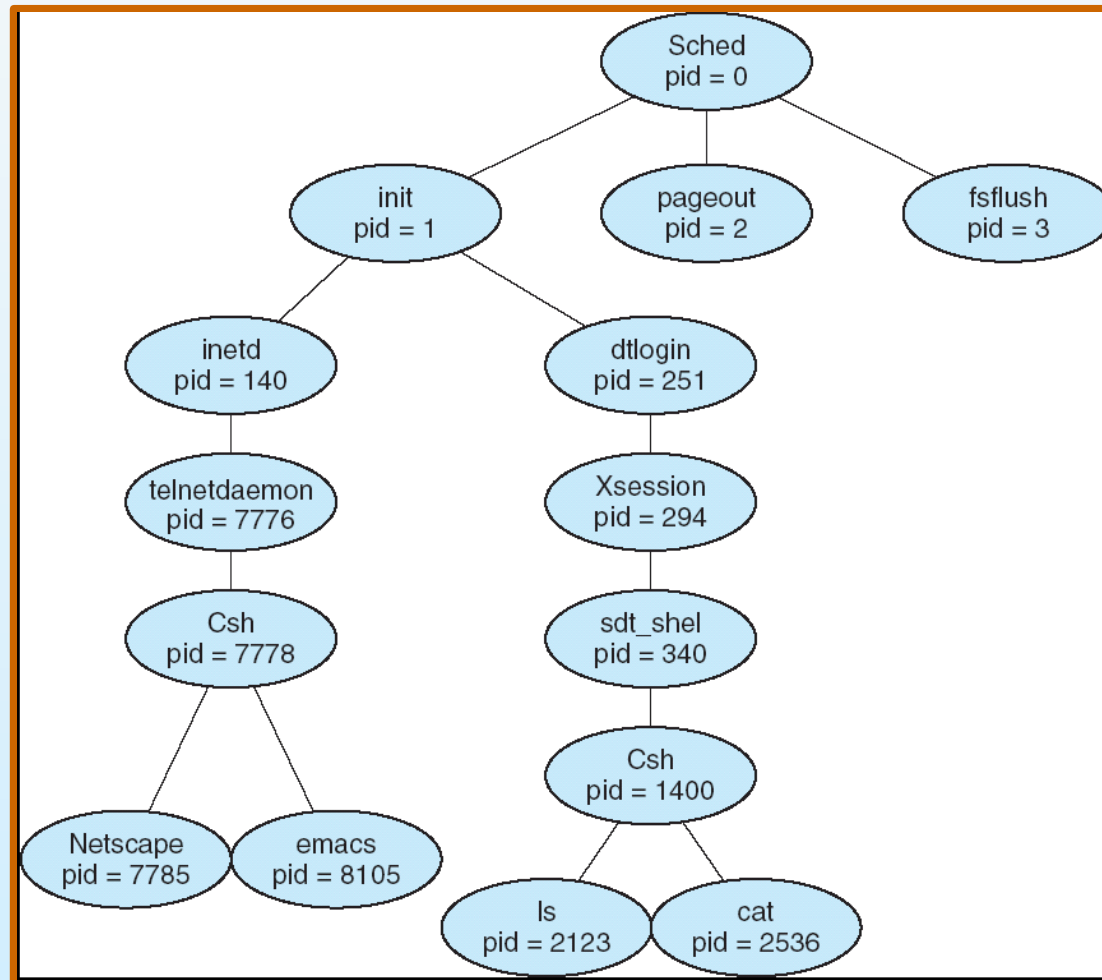 Sched
pid = 0
init
pid = 1
pageout
pid = 2
fsflush
pid = 3
inetd
pid = 140
dtlogin
pid = 251
telnetdaemon
pid = 7776
Xsession
pid = 294
Csh
pid = 7778
sdt_shel
pid = 340
Csh
pid = 1400
Netscape
pid = 7785
emacs
pid = 8105
ls
pid = 2123
cat
pid = 2536